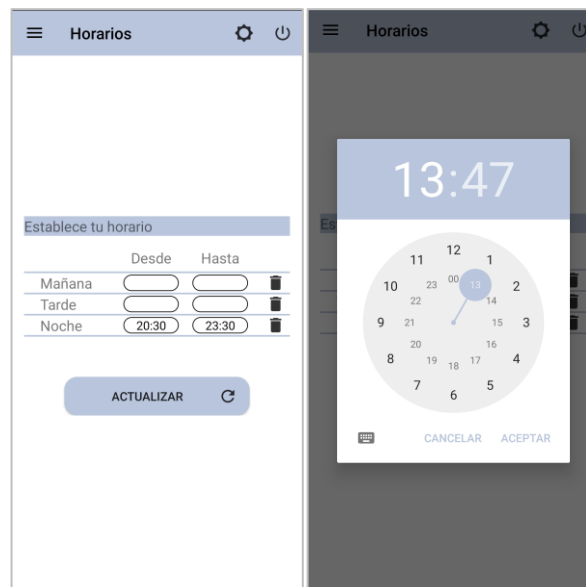 Horarios
Establece tu horario
Desde Hasta
Mañana
Tarde
Noche 20:30 23:30
ACTUALIZAR
Horarios
Es
13:47
12
11 1
00
23 13
10 2
22 14
9 21 15 3
20 16
8 4
19 17
18
7 5
6
CANCELAR ACEPTAR